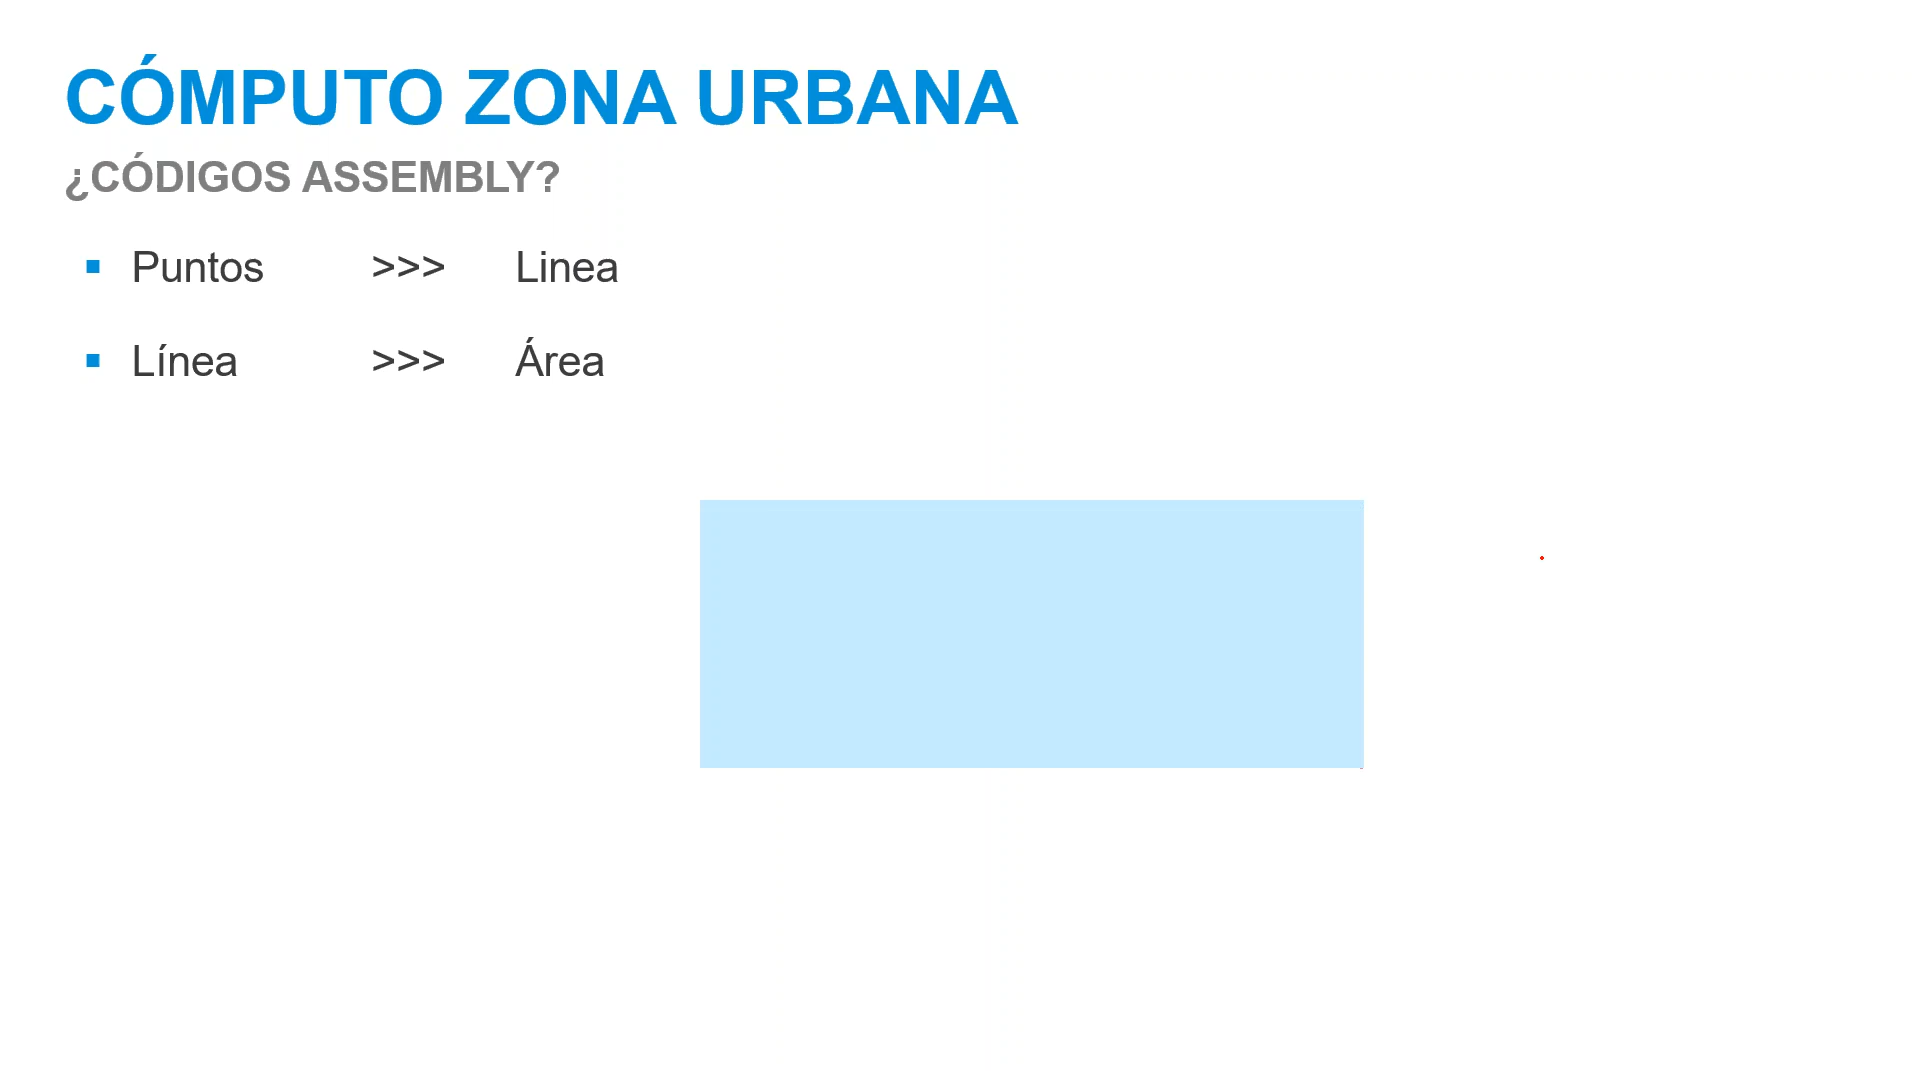 CÓMPUTO ZONA URBANA
¿CÓDIGOS ASSEMBLY?
▪ Puntos >>> Linea
▪ Línea >>> Área